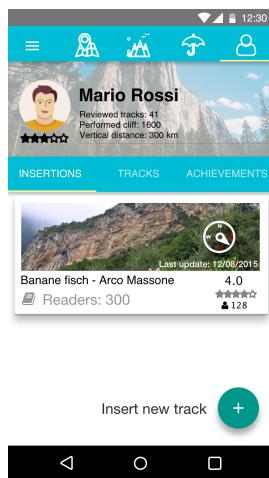 12:30
Mario Rossi
Reviewed tracks: 41
Performed cliff: 1600
Vertical distance: 300 km
INSERTIONS TRACKS ACHIEVEMENTS
N
W
Last update: 12/08/2015
Banane fisch - Arco Massone 4.0
Readers: 300
128
Insert new track +